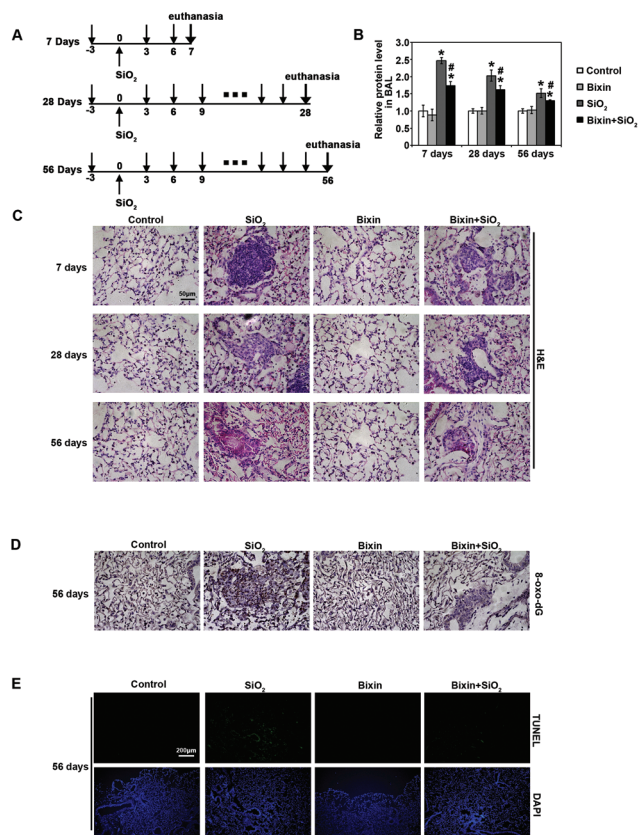 A
euthanasia
7 Days
-3 0 3 6 7
SiO2
euthanasia
28 Days
-3 0 3 6 9 28
SiO2
euthanasia
56 Days
-3 0 3 6 9 56
SiO2
B
Relative protein level
in BAL
3.0
2.5
2.0
1.5
1.0
0.5
0
* # * * # * * # *
7 days 28 days 56 days
Control
Bixin
SiO2
Bixin+SiO2
C
Control SiO2 Bixin Bixin+SiO2
7 days
50μm
28 days
56 days
H&E
D
Control SiO2 Bixin Bixin+SiO2
56 days
8-oxo-dG
E
Control SiO2 Bixin Bixin+SiO2
200μm
TUNEL
56 days
DAPI